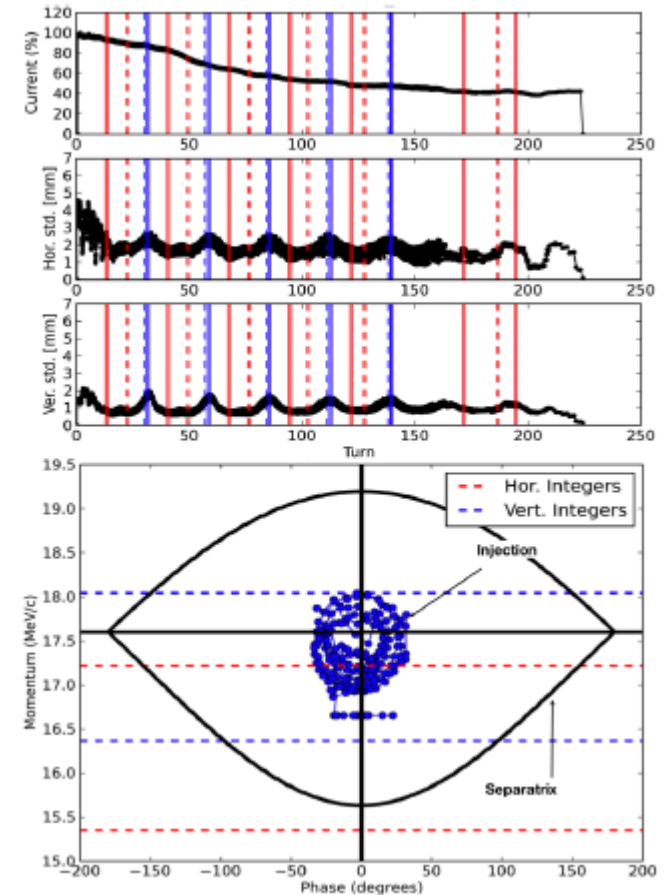 120
100
80
60
40
20
0
Current (%)
0 50 100 150 200 250
7
6
5
4
3
2
1
0
Hor. std. [mm]
0 50 100 150 200 250
7
6
5
4
3
2
1
0
Ver. std. [mm]
0 50 100 150 200 250
Turn
19.5
19.0
18.5
18.0
17.5
17.0
16.5
16.0
15.5
15.0
Momentum (MeV/c)
Hor. Integers
Vert. Integers
Injection
Separatrix
−200 −150 −100 −50 0 50 100 150 200
Phase (degrees)